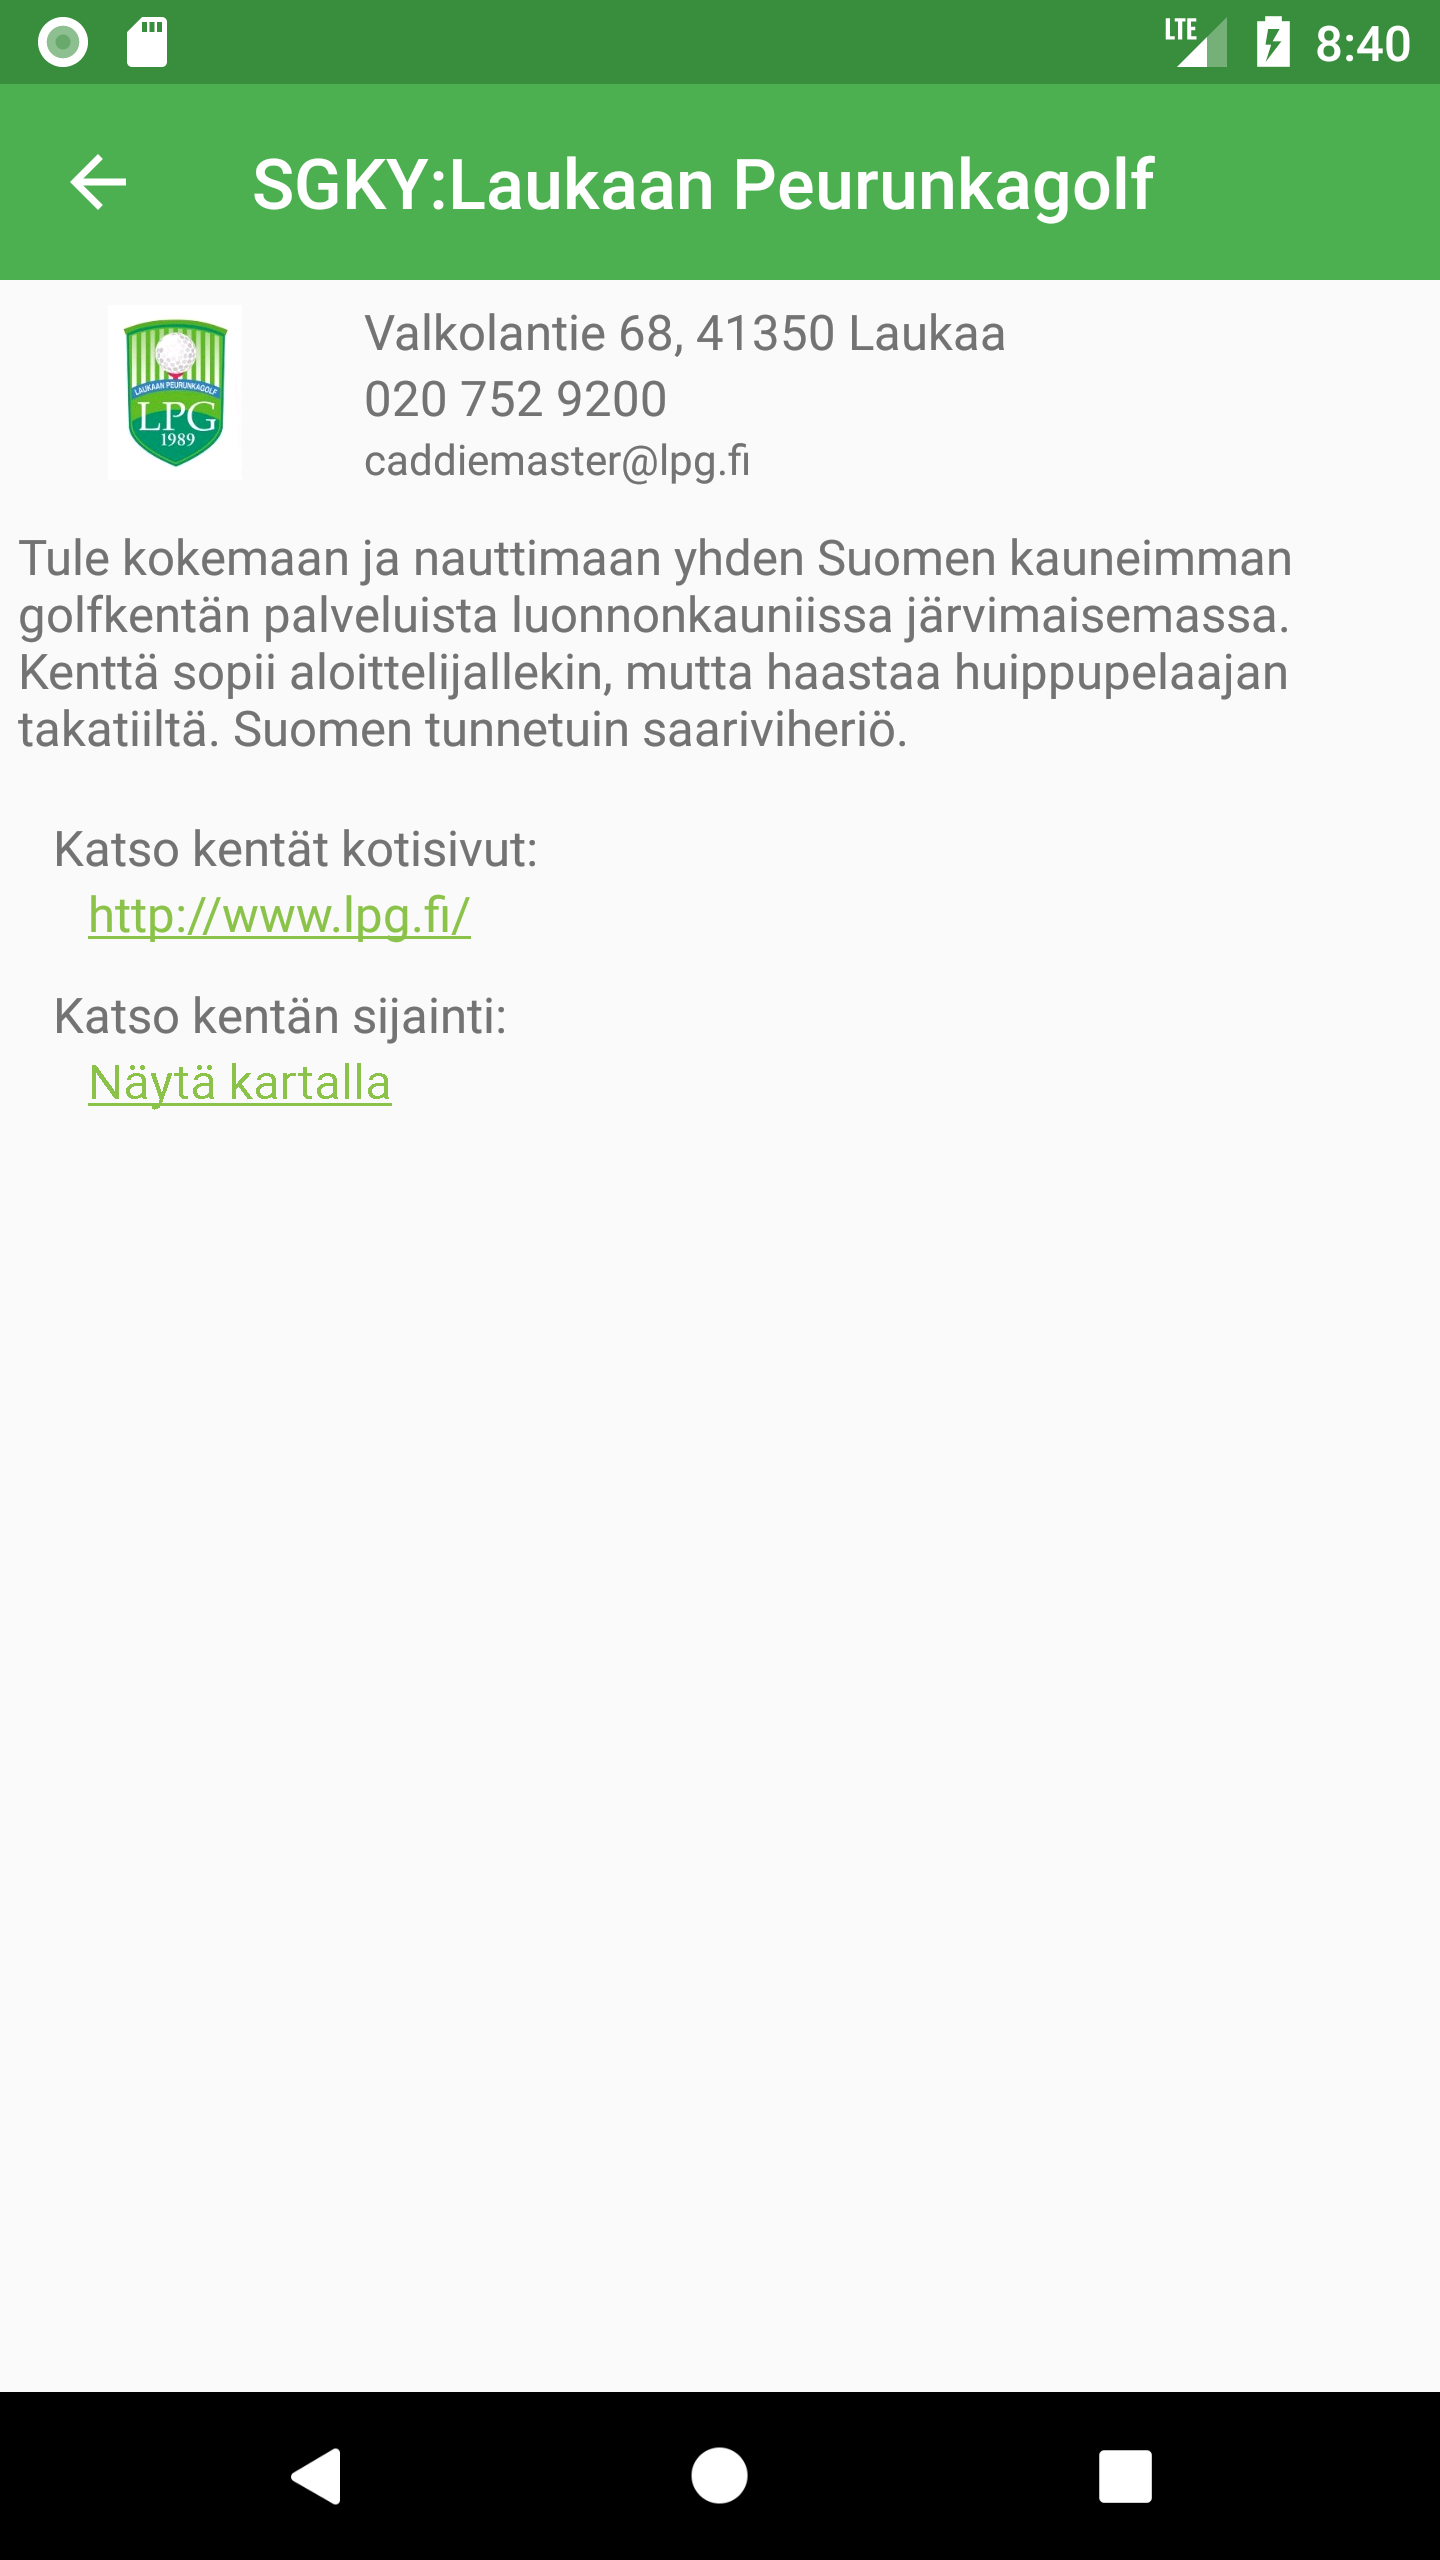 LTE 8:40
SGKY:Laukaan Peurunkagolf
LAUKAAN PEURUNKAGOLF
LPG
1989
Valkolantie 68, 41350 Laukaa
020 752 9200
caddiemaster@lpg.fi
Tule kokemaan ja nauttimaan yhden Suomen kauneimman
golfkentän palveluista luonnonkauniissa järvimaisemassa.
Kenttä sopii aloittelijallekin, mutta haastaa huippupelaajan
takatiiltä. Suomen tunnetuin saariviheriö.
Katso kentät kotisivut:
http://www.lpg.fi/
Katso kentän sijainti:
Näytä kartalla